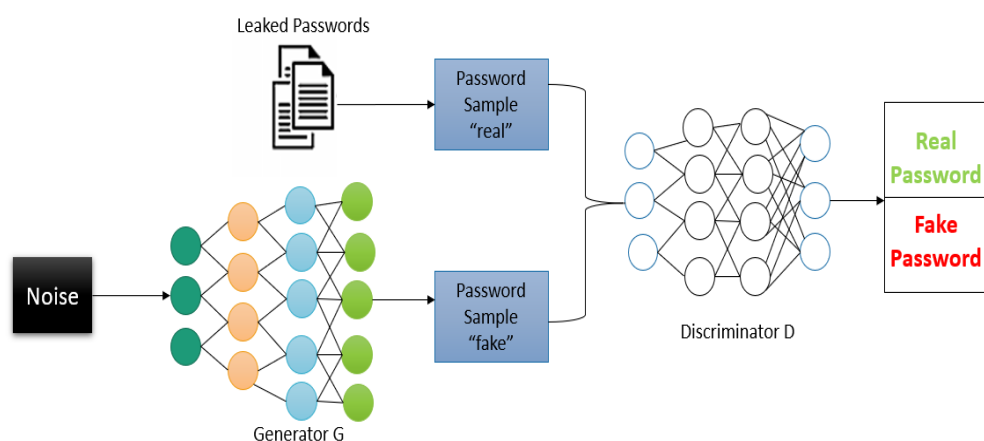 Leaked Passwords
Password
Sample
“real”
Real
Password
Fake
Password
Noise
Password
Sample
“fake”
Discriminator D
Generator G